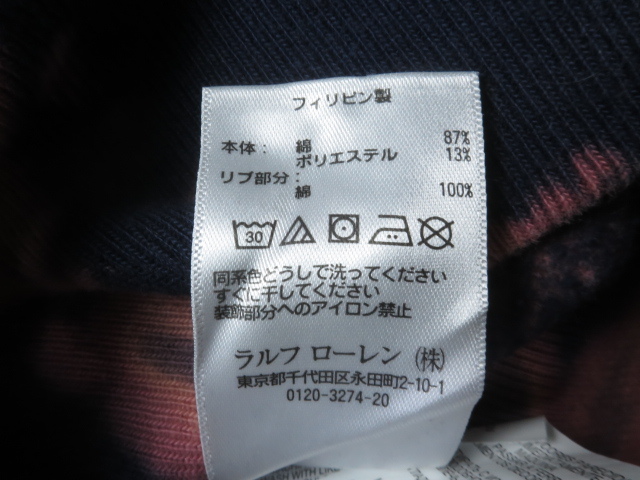 フィリピン製
本体: 綿 87%
ポリエステル 13%
リブ部分:
綿 100%
30
同系色どうしで洗ってください
すぐに干してください
装飾部分へのアイロン禁止
ラルフ ローレン (株)
東京都千代田区永田町2-10-1
0120-3274-20
WITH LIKE